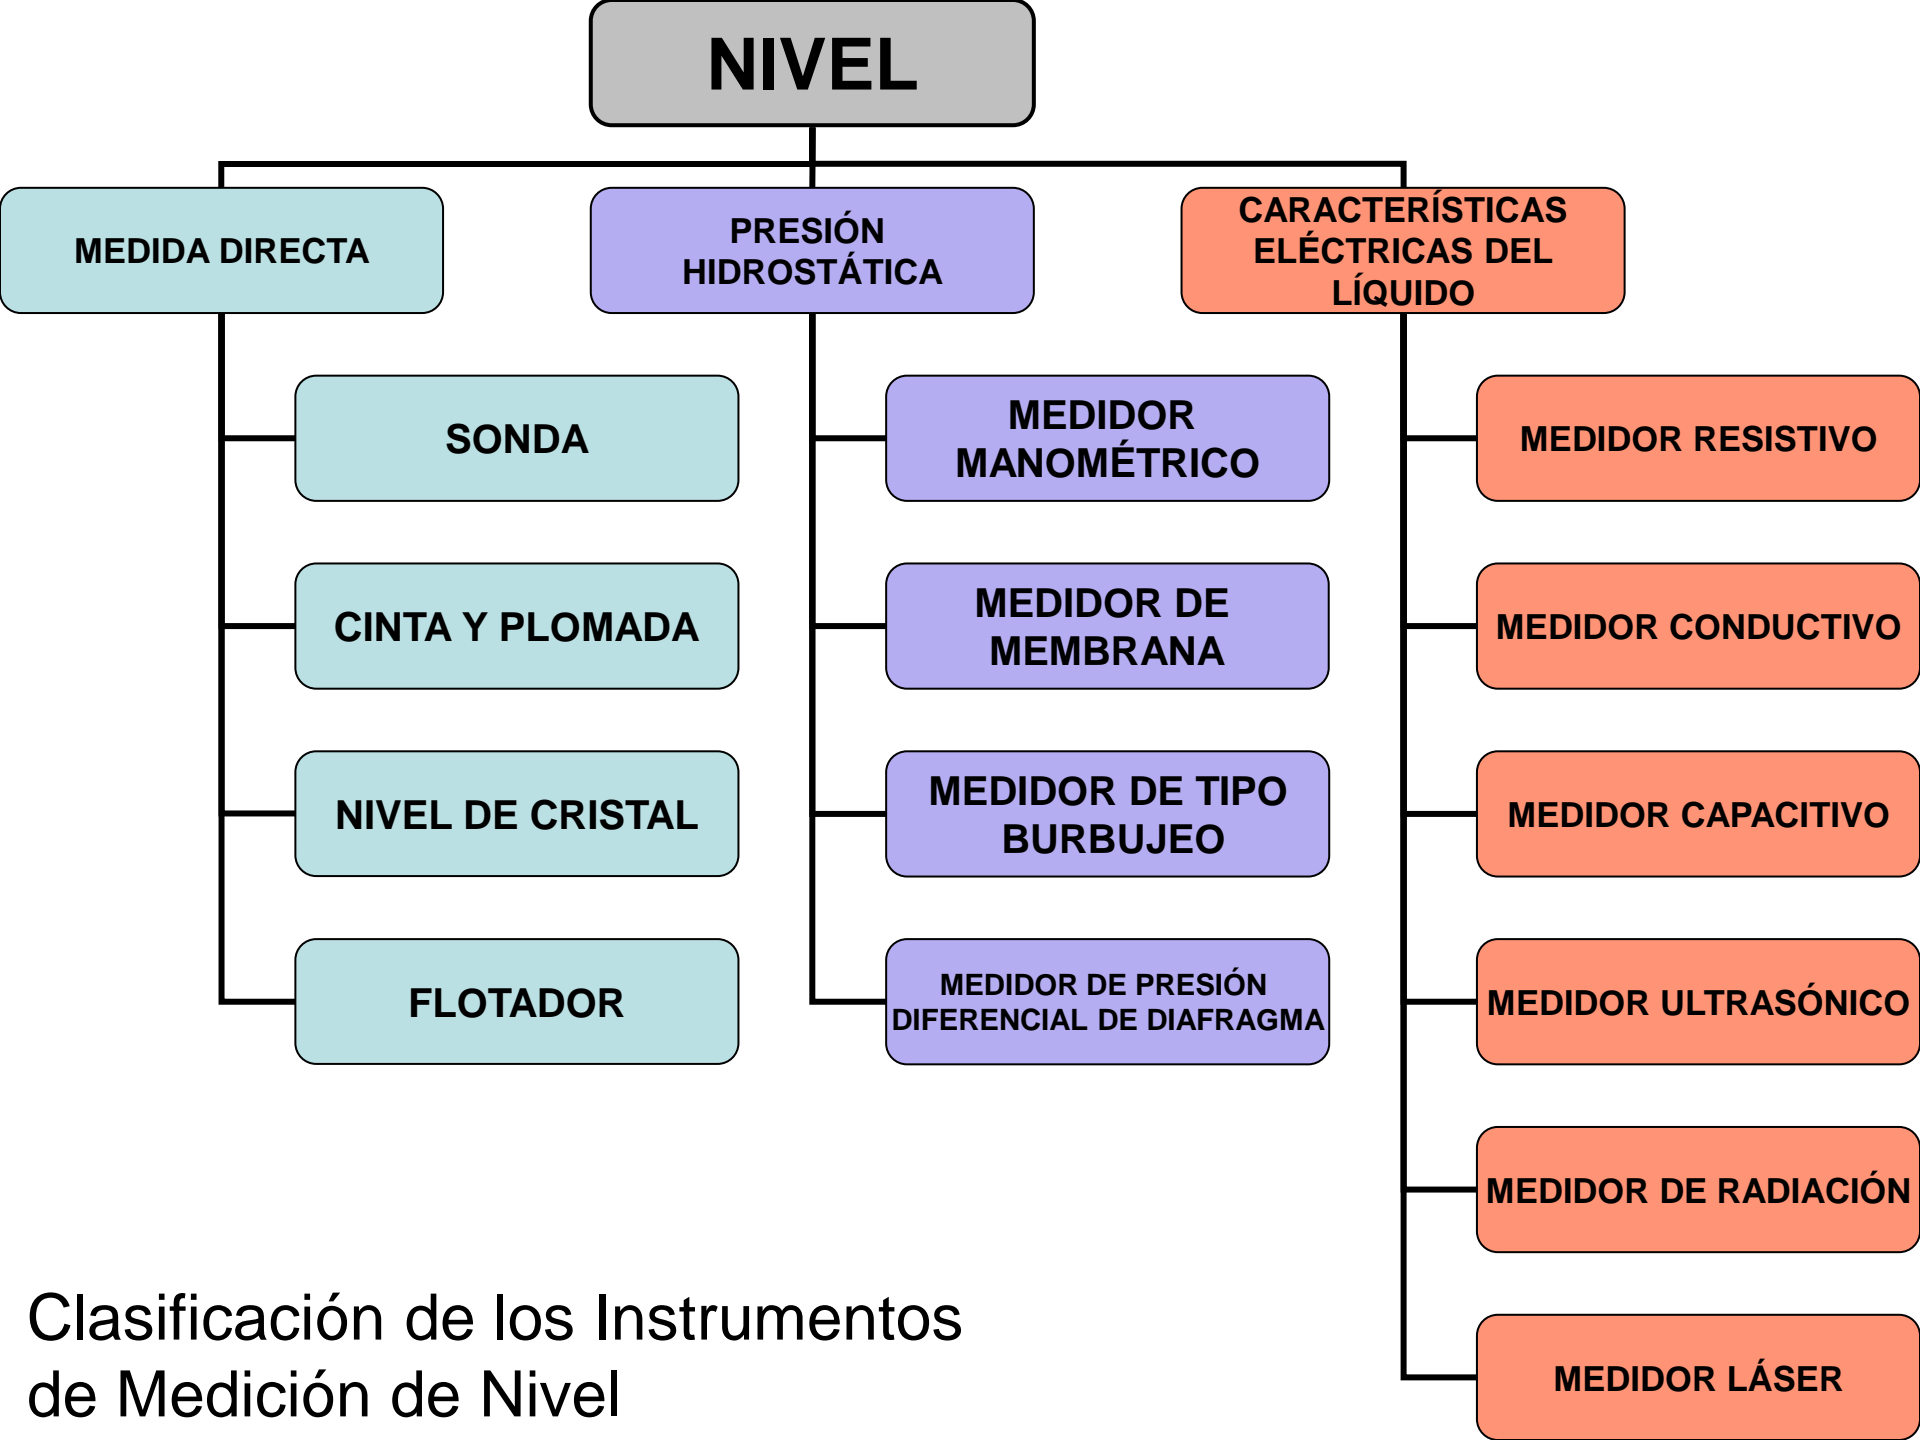 NIVEL
MEDIDA DIRECTA
SONDA
CINTA Y PLOMADA
NIVEL DE CRISTAL
FLOTADOR
PRESIÓN
HIDROSTÁTICA
MEDIDOR
MANOMÉTRICO
MEDIDOR DE
MEMBRANA
MEDIDOR DE TIPO
BURBUJEO
MEDIDOR DE PRESIÓN
DIFERENCIAL DE DIAFRAGMA
CARACTERÍSTICAS
ELÉCTRICAS DEL
LÍQUIDO
MEDIDOR RESISTIVO
MEDIDOR CONDUCTIVO
MEDIDOR CAPACITIVO
MEDIDOR ULTRASÓNICO
MEDIDOR DE RADIACIÓN
MEDIDOR LÁSER
Clasificación de los Instrumentos
de Medición de Nivel